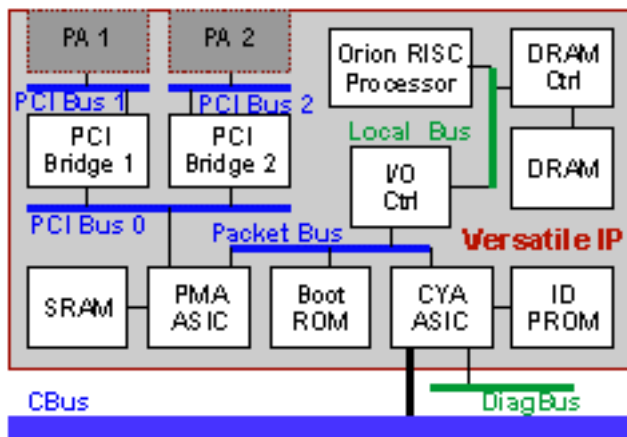 PA 1
PA 2
Orion RISC
Processor
DRAM
Ctrl
PCI Bus 1
PCI Bus 2
PCI
Bridge 1
PCI
Bridge 2
Local Bus
I/O
Ctrl
DRAM
PCI Bus 0
Packet Bus
Versatile IP
SRAM
PMA
ASIC
Boot
ROM
CYA
ASIC
ID
PROM
CBus
DiagBus